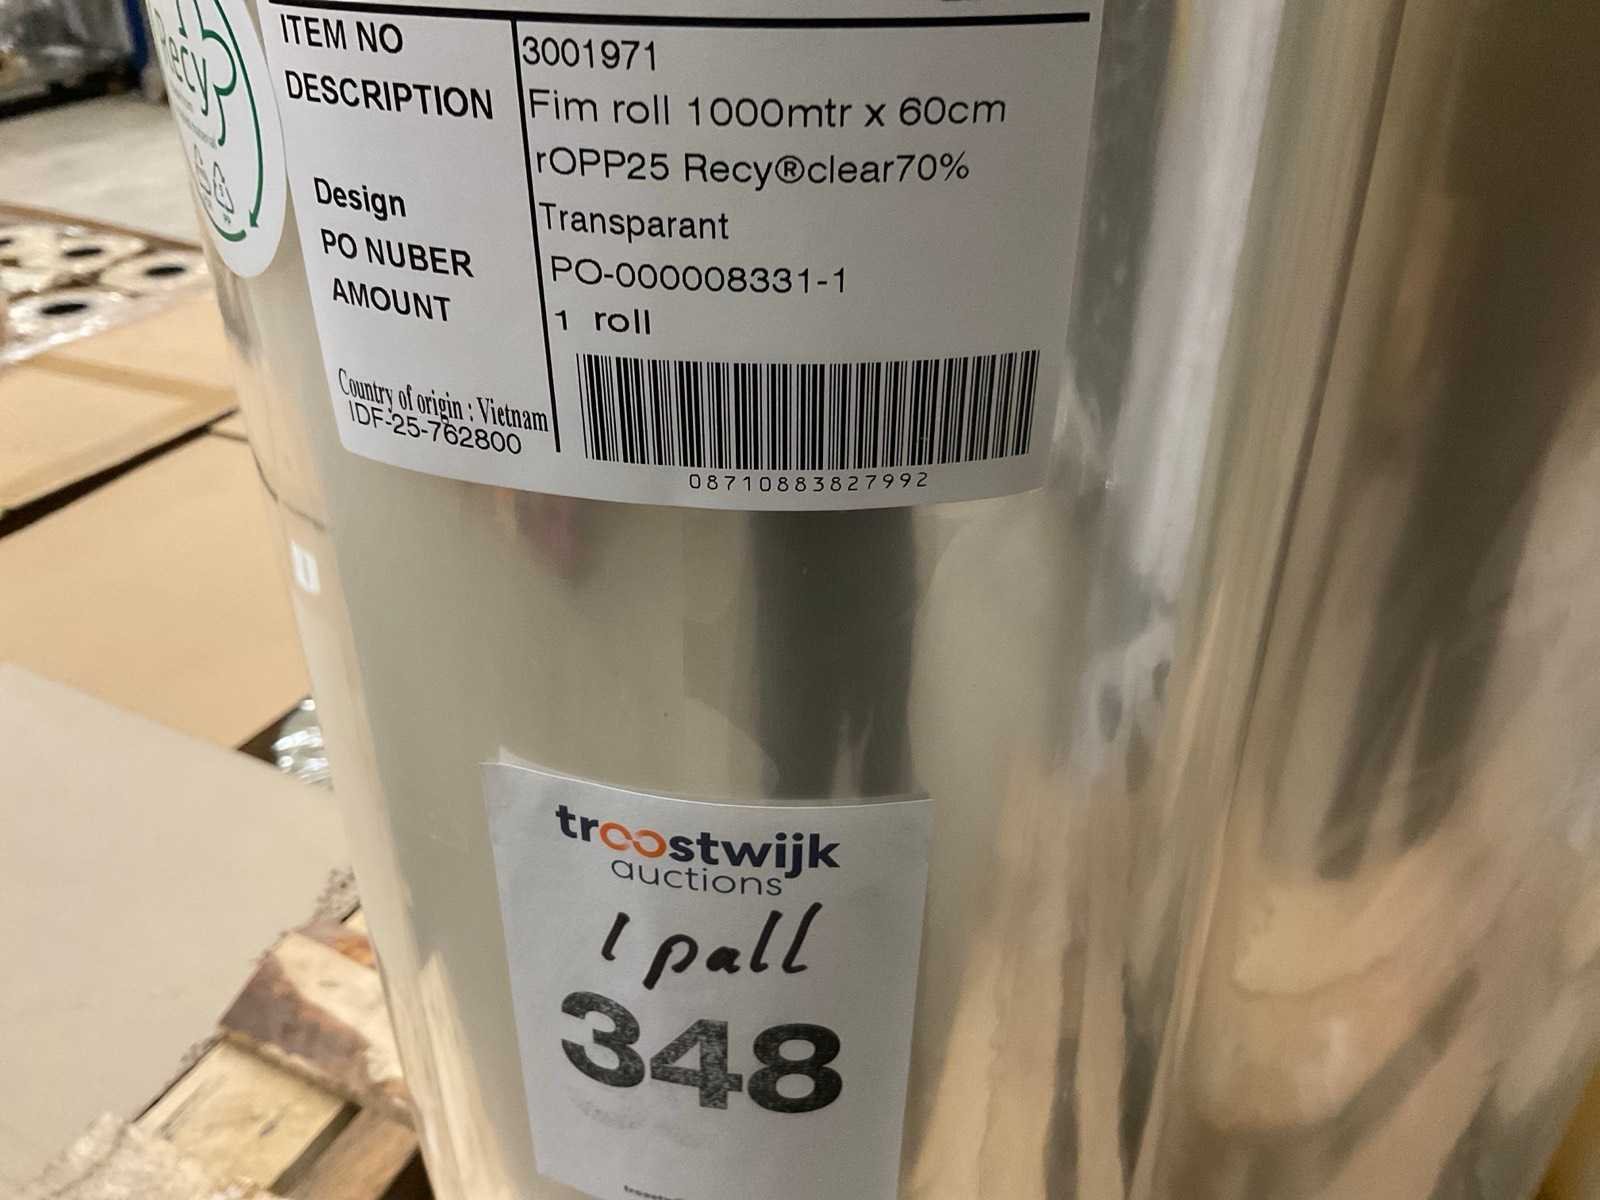 Recy
ITEM NO 3001971
DESCRIPTION Fim roll 1000mtr x 60cm
rOPP25 Recy®clear70%
Design Transparant
PO NUBER PO-000008331-1
AMOUNT 1 roll
Country of origin : Vietnam
IDF-25-762800
08710883827992
troostwijk
auctions
1 pall
348